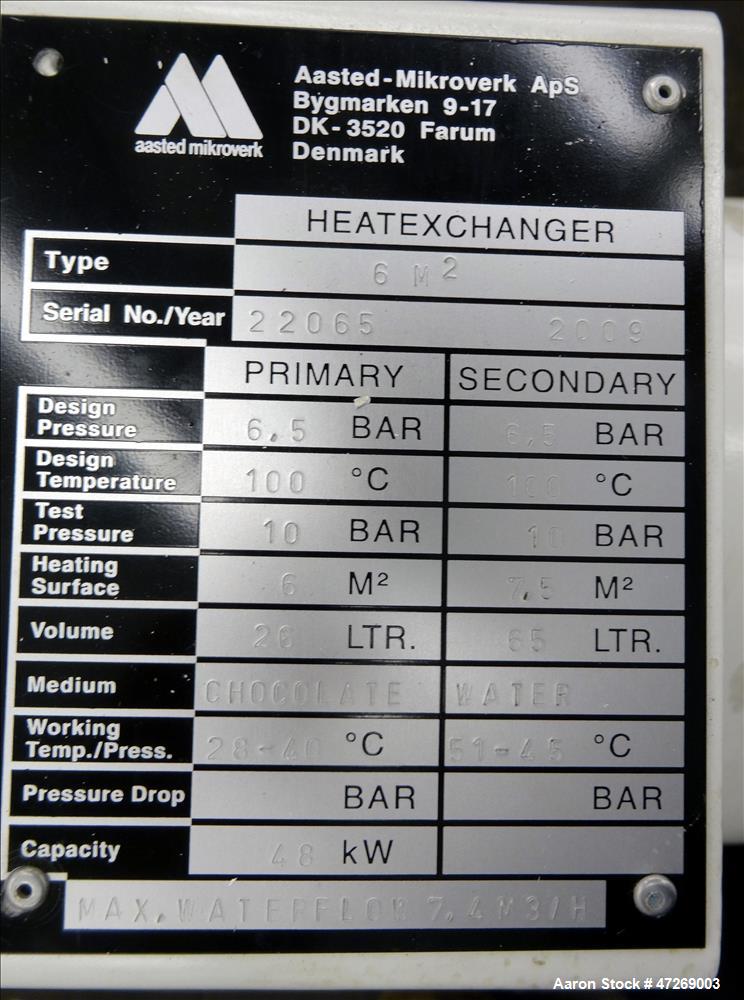 aasted mikroverk
Aasted-Mikroverk ApS
Bygmarken 9-17
DK-3520 Farum
Denmark
HEATEXCHANGER
Type 6 M2
Serial No./Year 22065 2009
PRIMARY SECONDARY
Design
Pressure 6,5 BAR 6,5 BAR
Design
Temperature 100 °C 100 °C
Test
Pressure 10 BAR 10 BAR
Heating
Surface 6 M² 7,5 M²
Volume 26 LTR. 65 LTR.
Medium CHOCOLATE WATER
Working
Temp./Press. 28-40 °C 51-45 °C
Pressure Drop BAR BAR
Capacity 48 kW
MAX.WATERFLOW 7,4M3/H
Aaron Stock # 47269003